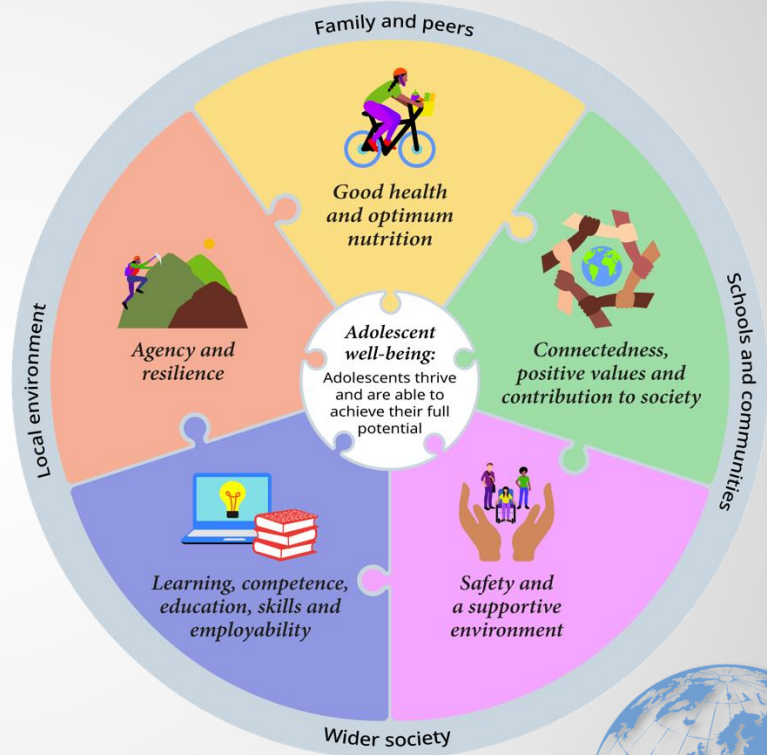 Family and peers
Good health
and optimum
nutrition
Schools and communities
Connectedness,
positive values and
contribution to society
Local environment
Agency and
resilience
Adolescent
well-being:
Adolescents thrive
and are able to
achieve their full
potential
Learning, competence,
education, skills and
employability
Safety and
a supportive
environment
Wider society